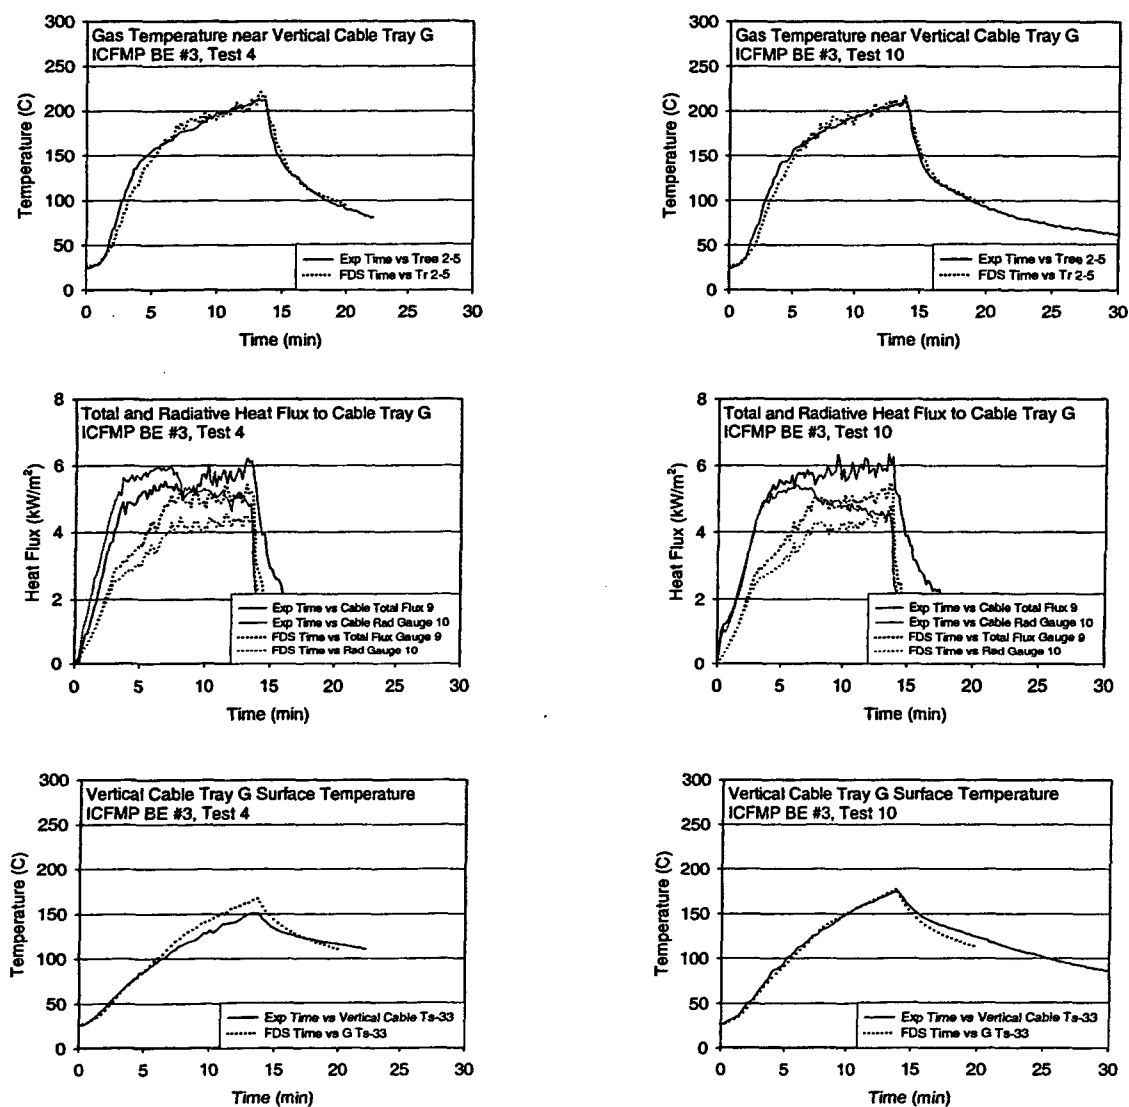 Gas Temperature near Vertical Cable Tray G
ICFMP BE #3, Test 4
300
250
200
150
100
50
0
Temperature (C)
Exp Time vs Tree 2-5
FDS Time vs Tr 2-5
0 5 10 15 20 25 30
Time (min)
Gas Temperature near Vertical Cable Tray G
ICFMP BE #3, Test 10
300
250
200
150
100
50
0
Temperature (C)
Exp Time vs Tree 2-5
FDS Time vs Tr 2-5
0 5 10 15 20 25 30
Time (min)
Total and Radiative Heat Flux to Cable Tray G
ICFMP BE #3, Test 4
8
6
4
2
0
Heat Flux (kW/m²)
Exp Time vs Cable Total Flux 9
Exp Time vs Cable Rad Gauge 10
FDS Time vs Total Flux Gauge 9
FDS Time vs Rad Gauge 10
0 5 10 15 20 25 30
Time (min)
Total and Radiative Heat Flux to Cable Tray G
ICFMP BE #3, Test 10
8
6
4
2
0
Heat Flux (kW/m²)
Exp Time vs Cable Total Flux 9
Exp Time vs Cable Rad Gauge 10
FDS Time vs Total Flux Gauge 9
FDS Time vs Rad Gauge 10
0 5 10 15 20 25 30
Time (min)
Vertical Cable Tray G Surface Temperature
ICFMP BE #3, Test 4
300
250
200
150
100
50
0
Temperature (C)
Exp Time vs Vertical Cable Ts-33
FDS Time vs G Ts-33
0 5 10 15 20 25 30
Time (min)
Vertical Cable Tray G Surface Temperature
ICFMP BE #3, Test 10
300
250
200
150
100
50
0
Temperature (C)
Exp Time vs Vertical Cable Ts-33
FDS Time vs G Ts-33
0 5 10 15 20 25 30
Time (min)